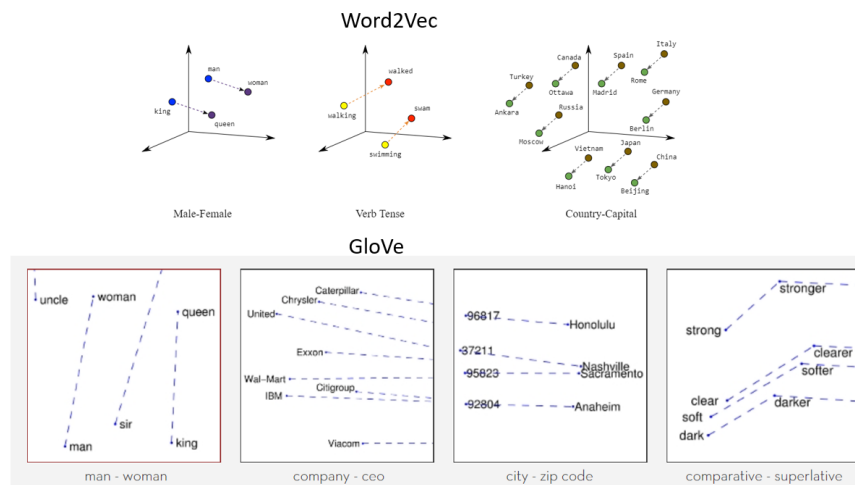 Word2Vec
man
woman
king
queen
Male-Female
walked
swam
walking
swimming
Verb Tense
Canada
Spain
Italy
Turkey
Ottawa
Madrid
Rome
Ankara
Russia
Germany
Moscow
Berlin
Vietnam
Japan
China
Hanoi
Tokyo
Beijing
Country-Capital
GloVe
uncle
woman
queen
sir
man
king
man - woman
Caterpillar
Chrysler
United
Exxon
Wal-Mart
Citigroup
IBM
Viacom
company - ceo
96817
Honolulu
37211
Nashville
95823
Sacramento
92804
Anaheim
city - zip code
stronger
strong
clearer
softer
clear
darker
soft
dark
comparative - superlative